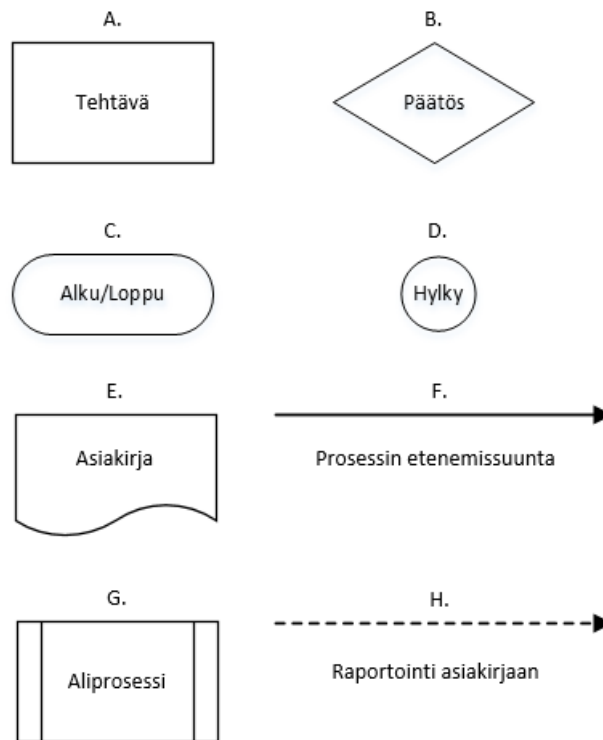 A.
B.
Tehtävä
Päätös
C.
D.
Alku/Loppu
Hylky
E.
F.
Asiakirja
Prosessin etenemissuunta
G.
H.
Aliprosessi
Raportointi asiakirjaan